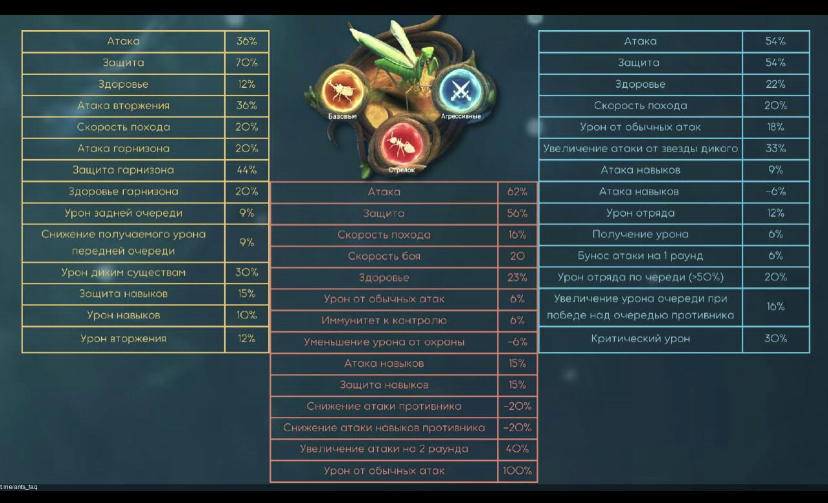 Атака 36%
Защита 70%
Здоровье 12%
Атака вторжения 36%
Скорость похода 20%
Атака гарнизона 20%
Защита гарнизона 44%
Здоровье гарнизона 20%
Урон задней очереди 9%
Снижение получаемого урона
передней очереди 9%
Урон диким существам 30%
Защита навыков 15%
Урон навыков 10%
Урон вторжения 12%
Базовые
Агрессивные
Стрелок
Атака 62%
Защита 56%
Скорость похода 16%
Скорость боя 20
Здоровье 23%
Урон от обычных атак 6%
Иммунитет к контролю 6%
Уменьшение урона от охраны -6%
Атака навыков 15%
Защита навыков 15%
Снижение атаки противника -20%
Снижение атаки навыков противника -20%
Увеличение атаки на 2 раунда 40%
Урон от обычных атак 100%
Атака 54%
Защита 54%
Здоровье 22%
Скорость похода 20%
Урон от обычных атак 18%
Увеличение атаки от звезды дикого 33%
Атака навыков 9%
Атака навыков -6%
Урон отряда 12%
Получение урона 6%
Бунос атаки на 1 раунд 6%
Урон отряда по череди (>50%) 20%
Увеличение урона очереди при
победе над очередью противника 16%
Критический урон 30%